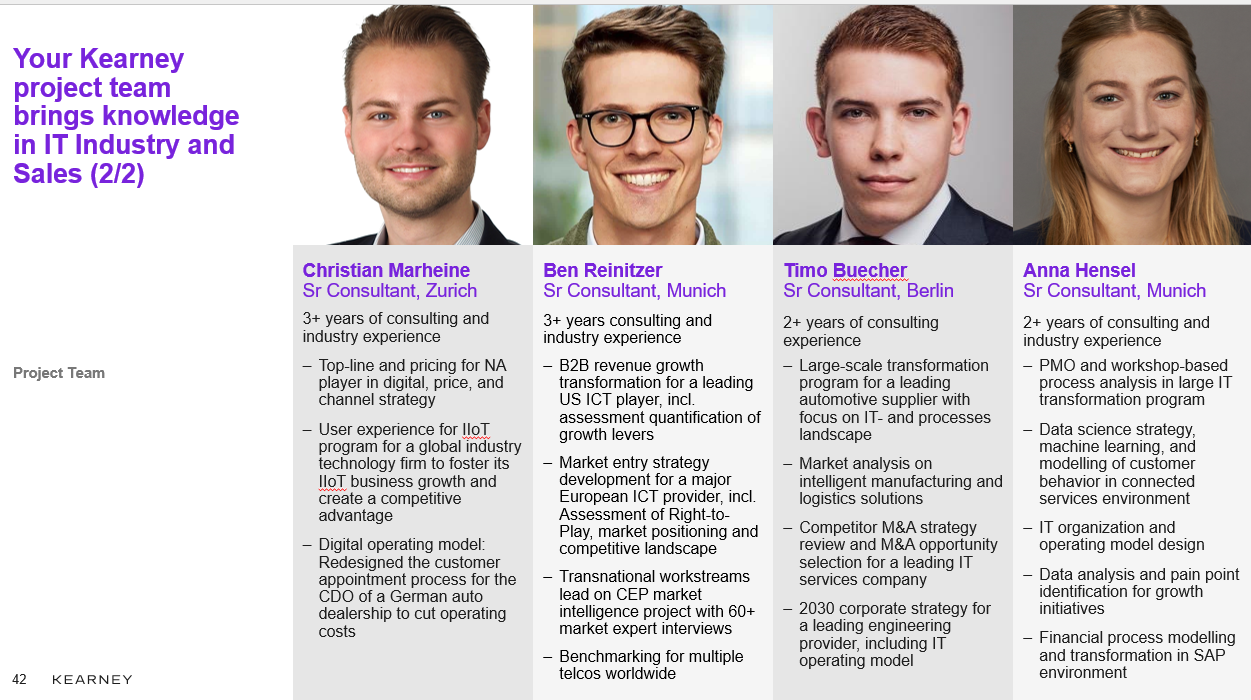 Your Kearney
project team
brings knowledge
in IT Industry and
Sales (2/2)
Project Team
Christian Marheine
Sr Consultant, Zurich
3+ years of consulting and
industry experience
– Top-line and pricing for NA
player in digital, price, and
channel strategy
– User experience for IIoT
program for a global industry
technology firm to foster its
IIoT business growth and
create a competitive
advantage
– Digital operating model:
Redesigned the customer
appointment process for the
CDO of a German auto
dealership to cut operating
costs
Ben Reinitzer
Sr Consultant, Munich
3+ years consulting and
industry experience
– B2B revenue growth
transformation for a leading
US ICT player, incl.
assessment quantification of
growth levers
– Market entry strategy
development for a major
European ICT provider, incl.
Assessment of Right-to-
Play, market positioning and
competitive landscape
– Transnational workstreams
lead on CEP market
intelligence project with 60+
market expert interviews
– Benchmarking for multiple
telcos worldwide
Timo Buecher
Sr Consultant, Berlin
2+ years of consulting
experience
– Large-scale transformation
program for a leading
automotive supplier with
focus on IT- and processes
landscape
– Market analysis on
intelligent manufacturing and
logistics solutions
– Competitor M&A strategy
review and M&A opportunity
selection for a leading IT
services company
– 2030 corporate strategy for
a leading engineering
provider, including IT
operating model
Anna Hensel
Sr Consultant, Munich
2+ years of consulting and
industry experience
– PMO and workshop-based
process analysis in large IT
transformation program
– Data science strategy,
machine learning, and
modelling of customer
behavior in connected
services environment
– IT organization and
operating model design
– Data analysis and pain point
identification for growth
initiatives
– Financial process modelling
and transformation in SAP
environment
42 KEARNEY